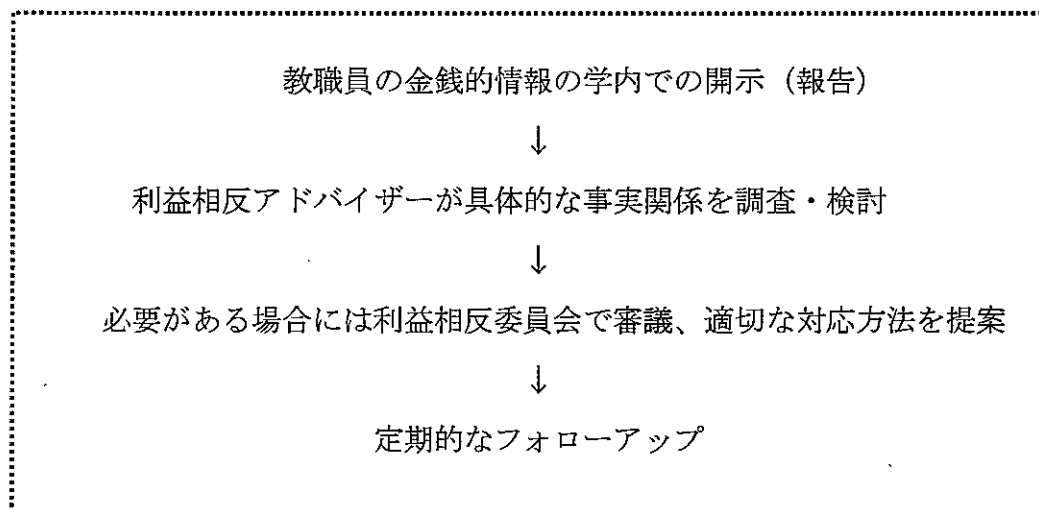 教職員の金銭的情報の学内での開示（報告）
↓
利益相反アドバイザーが具体的な事実関係を調査・検討
↓
必要がある場合には利益相反委員会で審議、適切な対応方法を提案
↓
定期的なフォローアップ